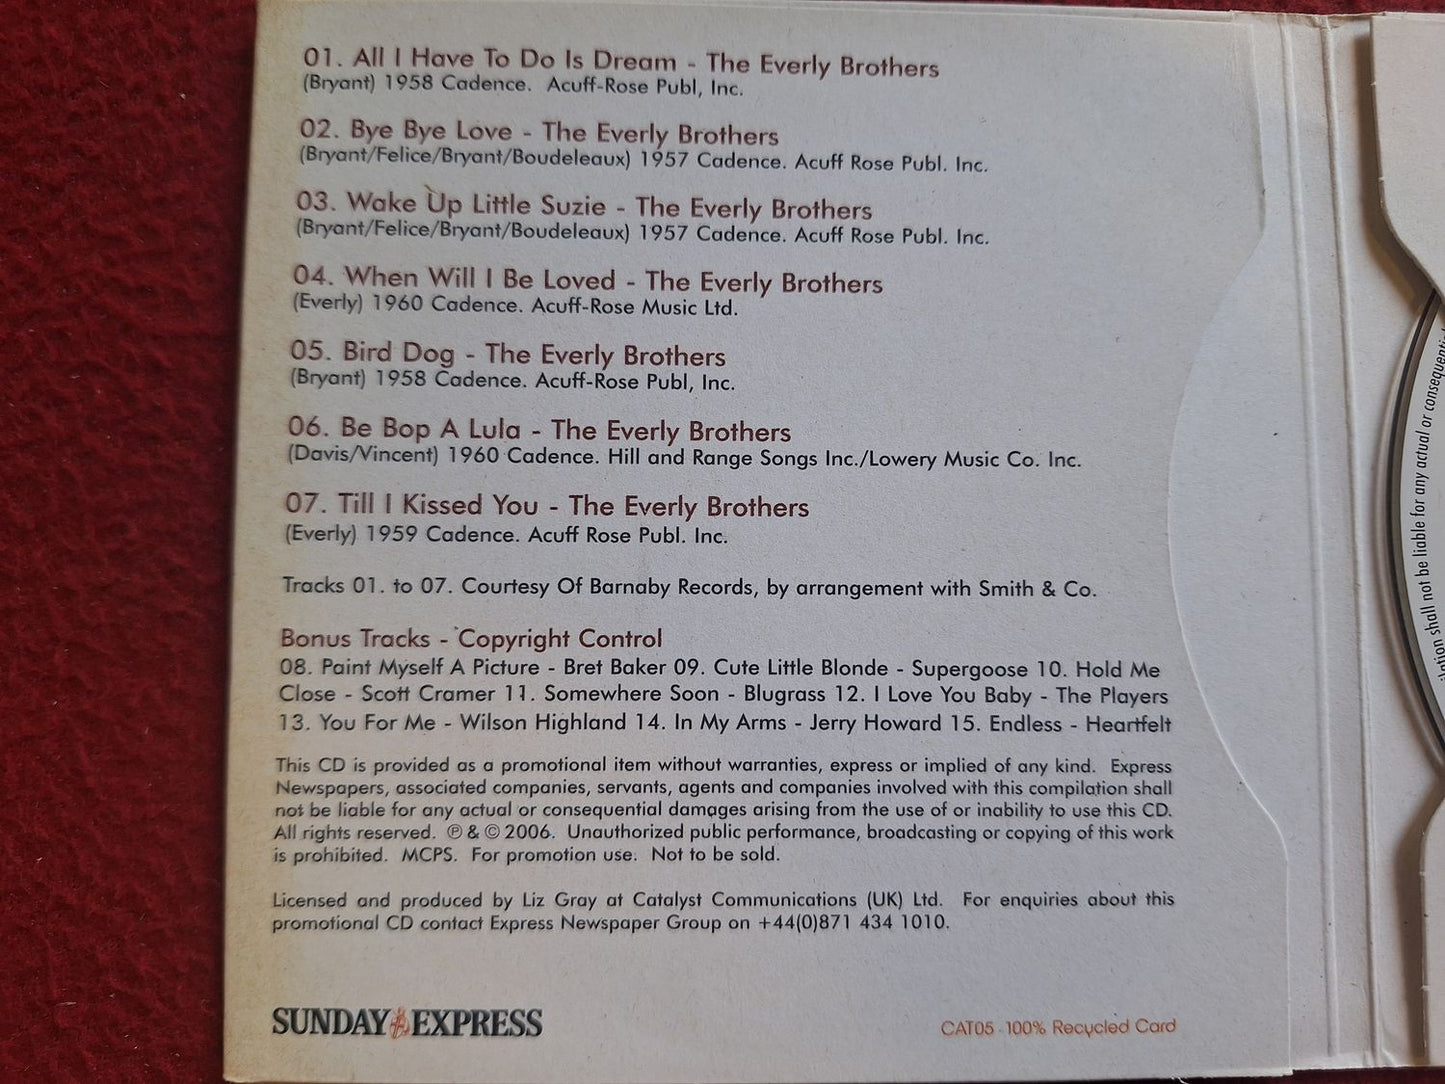 01. All I Have To Do Is Dream - The Everly Brothers
(Bryant) 1958 Cadence. Acuff-Rose Publ, Inc.
02. Bye Bye Love - The Everly Brothers
(Bryant/Felice/Bryant/Boudeleaux) 1957 Cadence. Acuff Rose Publ. Inc.
03. Wake Up Little Suzie - The Everly Brothers
(Bryant/Felice/Bryant/Boudeleaux) 1957 Cadence. Acuff Rose Publ. Inc.
04. When Will I Be Loved - The Everly Brothers
(Everly) 1960 Cadence. Acuff-Rose Music Ltd.
05. Bird Dog - The Everly Brothers
(Bryant) 1958 Cadence. Acuff-Rose Publ, Inc.
06. Be Bop A Lula - The Everly Brothers
(Davis/Vincent) 1960 Cadence. Hill and Range Songs Inc./Lowery Music Co. Inc.
07. Till I Kissed You - The Everly Brothers
(Everly) 1959 Cadence. Acuff Rose Publ. Inc.
Tracks 01. to 07. Courtesy Of Barnaby Records, by arrangement with Smith & Co.
Bonus Tracks - Copyright Control
08. Paint Myself A Picture - Bret Baker 09. Cute Little Blonde - Supergoose 10. Hold Me
Close - Scott Cramer 11. Somewhere Soon - Blugrass 12. I Love You Baby - The Players
13. You For Me - Wilson Highland 14. In My Arms - Jerry Howard 15. Endless - Heartfelt
This CD is provided as a promotional item without warranties, express or implied of any kind. Express
Newspapers, associated companies, servants, agents and companies involved with this compilation shall
not be liable for any actual or consequential damages arising from the use of or inability to use this CD.
All rights reserved. ℗ & © 2006. Unauthorized public performance, broadcasting or copying of this work
is prohibited. MCPS. For promotion use. Not to be sold.
Licensed and produced by Liz Gray at Catalyst Communications (UK) Ltd. For enquiries about this
promotional CD contact Express Newspaper Group on +44(0)871 434 1010.
SUNDAY EXPRESS
CAT05 100% Recycled Card
shall not be liable for any actual or